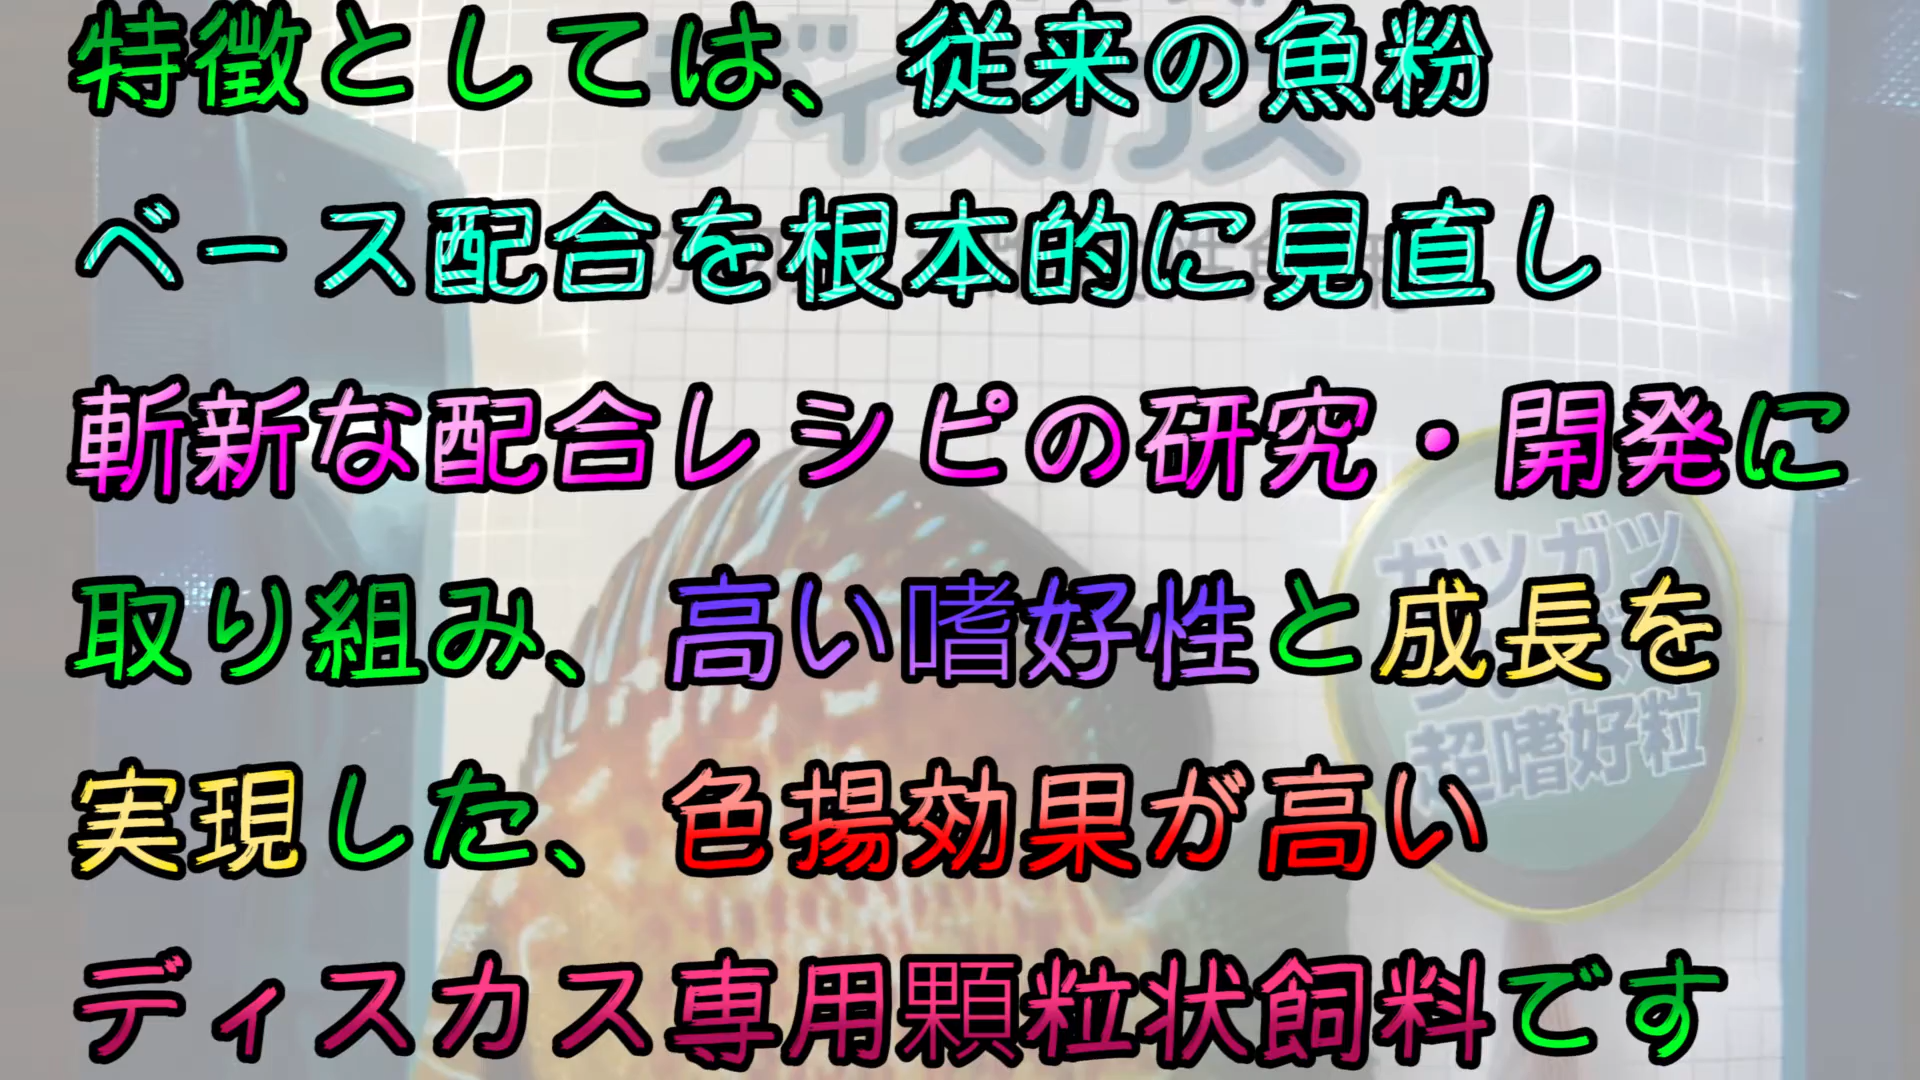 特徴としては、従来の魚粉
ディスカス
ベース配合を根本的に見直し
斬新な配合レシピの研究・開発に
ガツガツ
取り組み、高い嗜好性と成長を
超嗜好粒
実現した、色揚効果が高い
ディスカス専用顆粒状飼料です